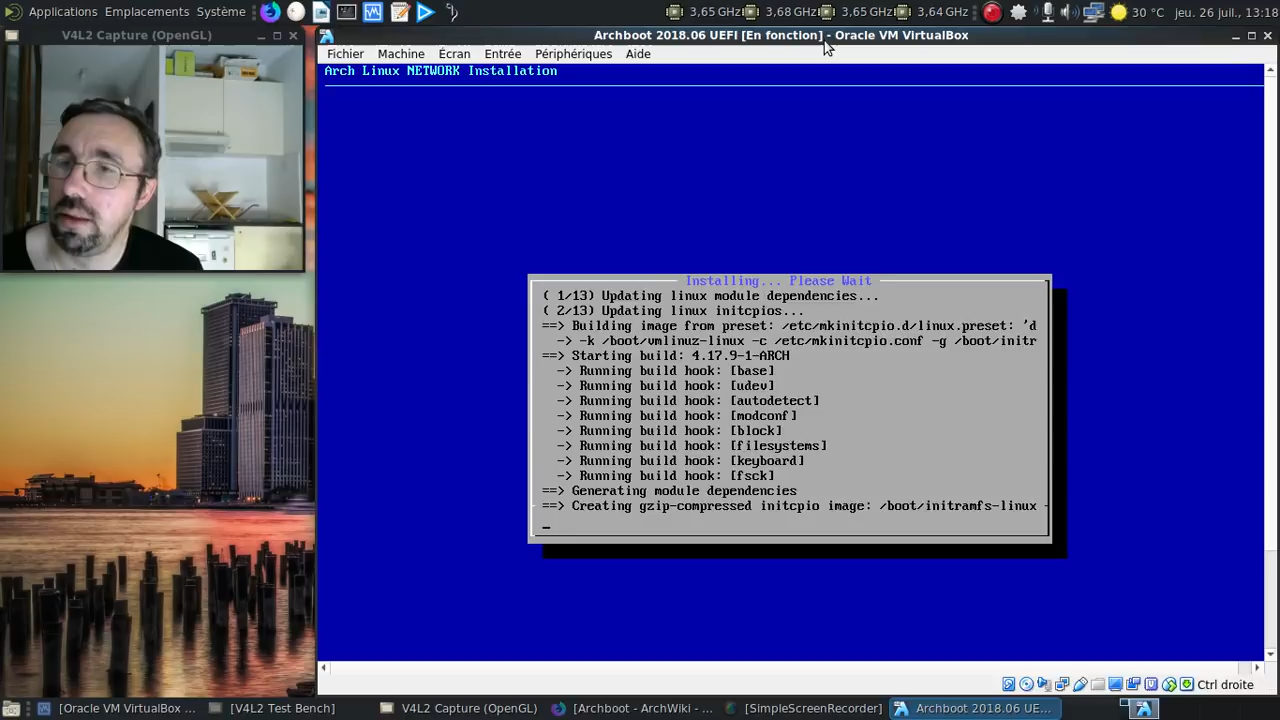 Applications Emplacements Système
3,65 GHz 3,68 GHz 3,65 GHz 3,64 GHz 30 °C jeu. 26 juil., 13:18
V4L2 Capture (OpenGL)
Archboot 2018.06 UEFI [En fonction] - Oracle VM VirtualBox
Fichier Machine Écran Entrée Périphériques Aide
Arch Linux NETWORK Installation
Installing... Please Wait
( 1/13) Updating linux module dependencies...
( 2/13) Updating linux initcpios...
==> Building image from preset: /etc/mkinitcpio.d/linux.preset: 'd
-> -k /boot/vmlinuz-linux -c /etc/mkinitcpio.conf -g /boot/initr
==> Starting build: 4.17.9-1-ARCH
-> Running build hook: [base]
-> Running build hook: [udev]
-> Running build hook: [autodetect]
-> Running build hook: [modconf]
-> Running build hook: [block]
-> Running build hook: [filesystems]
-> Running build hook: [keyboard]
-> Running build hook: [fsck]
==> Generating module dependencies
==> Creating gzip-compressed initcpio image: /boot/initramfs-linux
Ctrl droite
[Oracle VM VirtualBox ... [V4L2 Test Bench] V4L2 Capture (OpenGL) [Archboot - ArchWiki - ... [SimpleScreenRecorder] Archboot 2018.06 UE...